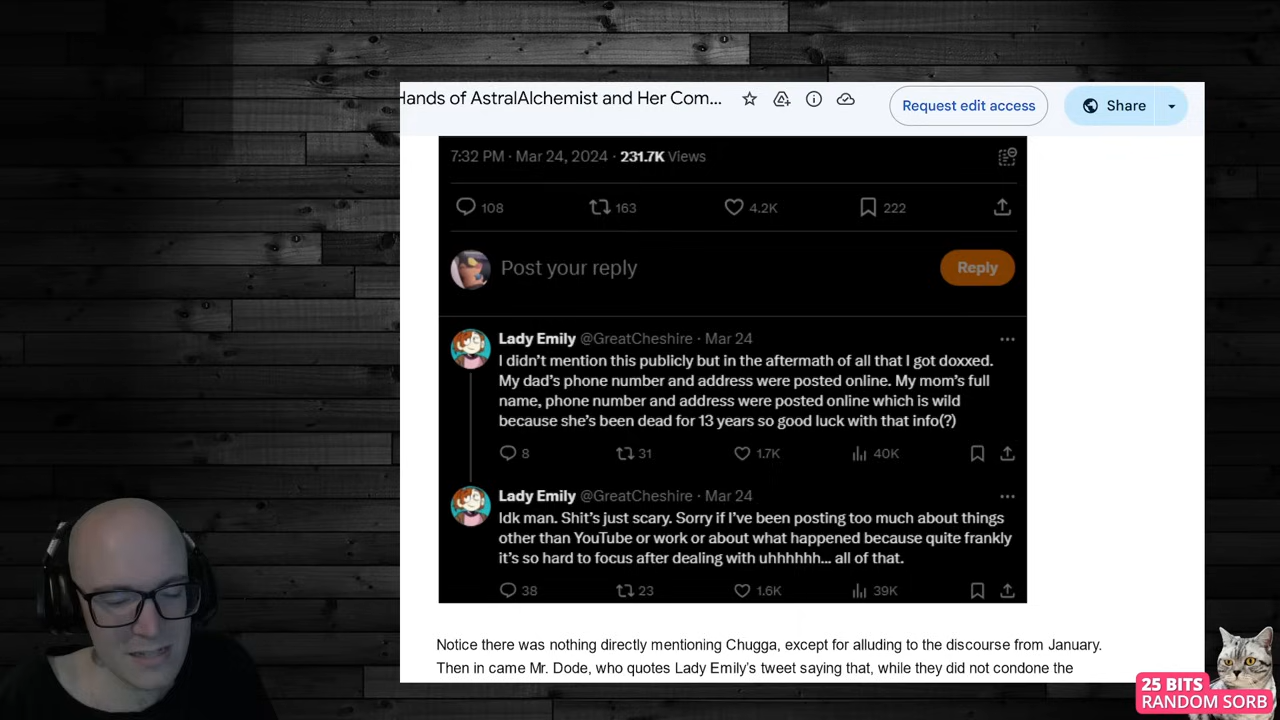 Hands of AstralAlchemist and Her Com...
Request edit access
Share
7:32 PM · Mar 24, 2024 · 231.7K Views
108
163
4.2K
222
Post your reply
Reply
Lady Emily @GreatCheshire · Mar 24
I didn't mention this publicly but in the aftermath of all that I got doxxed.
My dad's phone number and address were posted online. My mom's full
name, phone number and address were posted online which is wild
because she's been dead for 13 years so good luck with that info(?)
8
31
1.7K
40K
Lady Emily @GreatCheshire · Mar 24
Idk man. Shit's just scary. Sorry if I've been posting too much about things
other than YouTube or work or about what happened because quite frankly
it's so hard to focus after dealing with uhhhhhh... all of that.
38
23
1.6K
39K
Notice there was nothing directly mentioning Chugga, except for alluding to the discourse from January.
Then in came Mr. Dode, who quotes Lady Emily's tweet saying that, while they did not condone the
25 BITS
RANDOM SORB